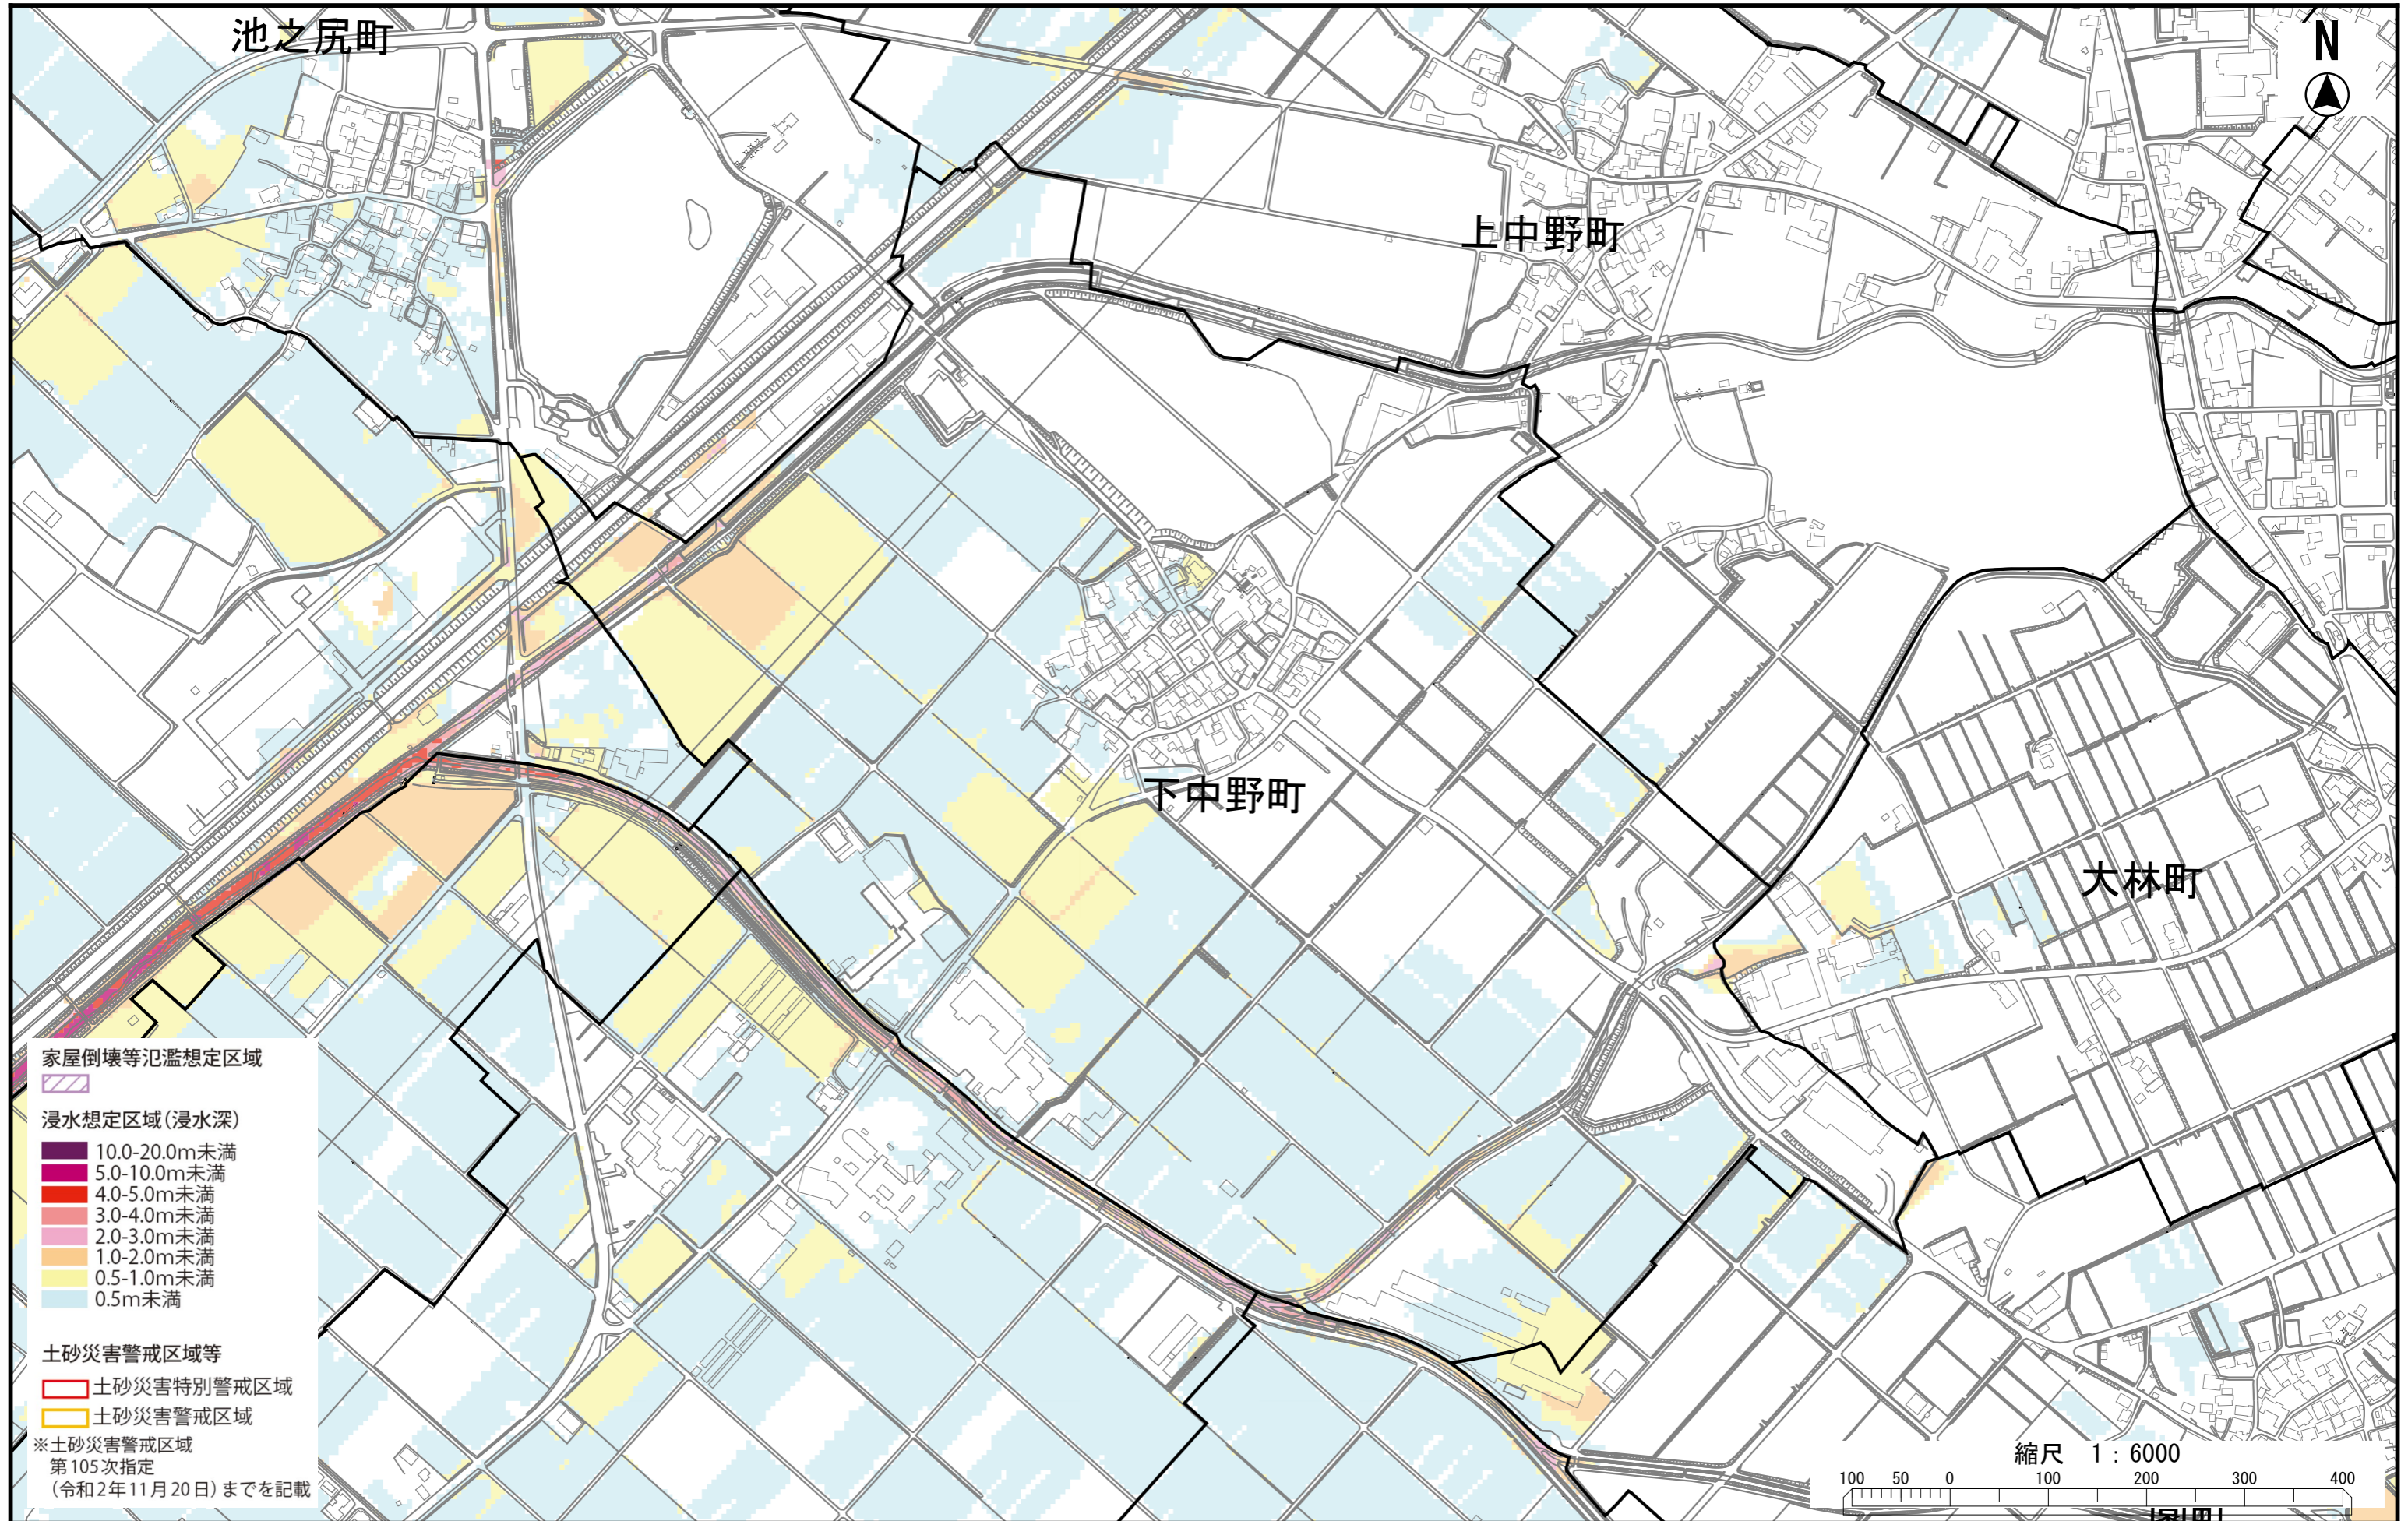 池之尻町
N
上中野町
下中野町
大林町
家屋倒壊等氾濫想定区域
浸水想定区域(浸水深)
10.0-20.0m未満
5.0-10.0m未満
4.0-5.0m未満
3.0-4.0m未満
2.0-3.0m未満
1.0-2.0m未満
0.5-1.0m未満
0.5m未満
土砂災害警戒区域等
土砂災害特別警戒区域
土砂災害警戒区域
※土砂災害警戒区域
第105次指定
(令和2年11月20日)までを記載
縮尺 1:6000
100 50 0 100 200 300 400